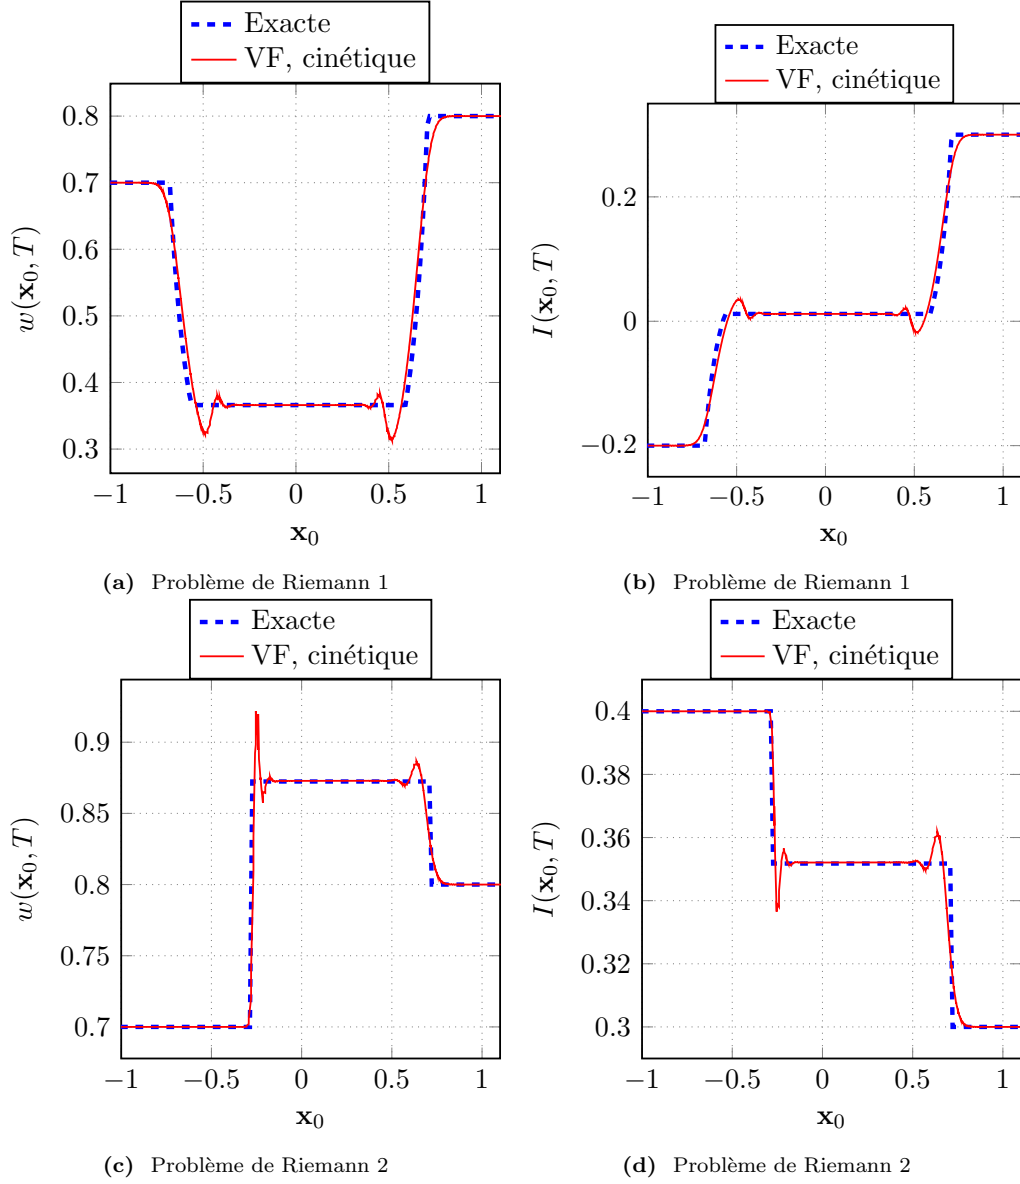 Exacte
VF, cinétique
0.8
0.7
0.6
0.5
0.4
0.3
w(x₀, T)
−1
−0.5
0
0.5
1
x₀
(a) Problème de Riemann 1
Exacte
VF, cinétique
0.2
0
−0.2
I(x₀, T)
−1
−0.5
0
0.5
1
x₀
(b) Problème de Riemann 1
Exacte
VF, cinétique
0.9
0.85
0.8
0.75
0.7
w(x₀, T)
−1
−0.5
0
0.5
1
x₀
(c) Problème de Riemann 2
Exacte
VF, cinétique
0.4
0.38
0.36
0.34
0.32
0.3
I(x₀, T)
−1
−0.5
0
0.5
1
x₀
(d) Problème de Riemann 2